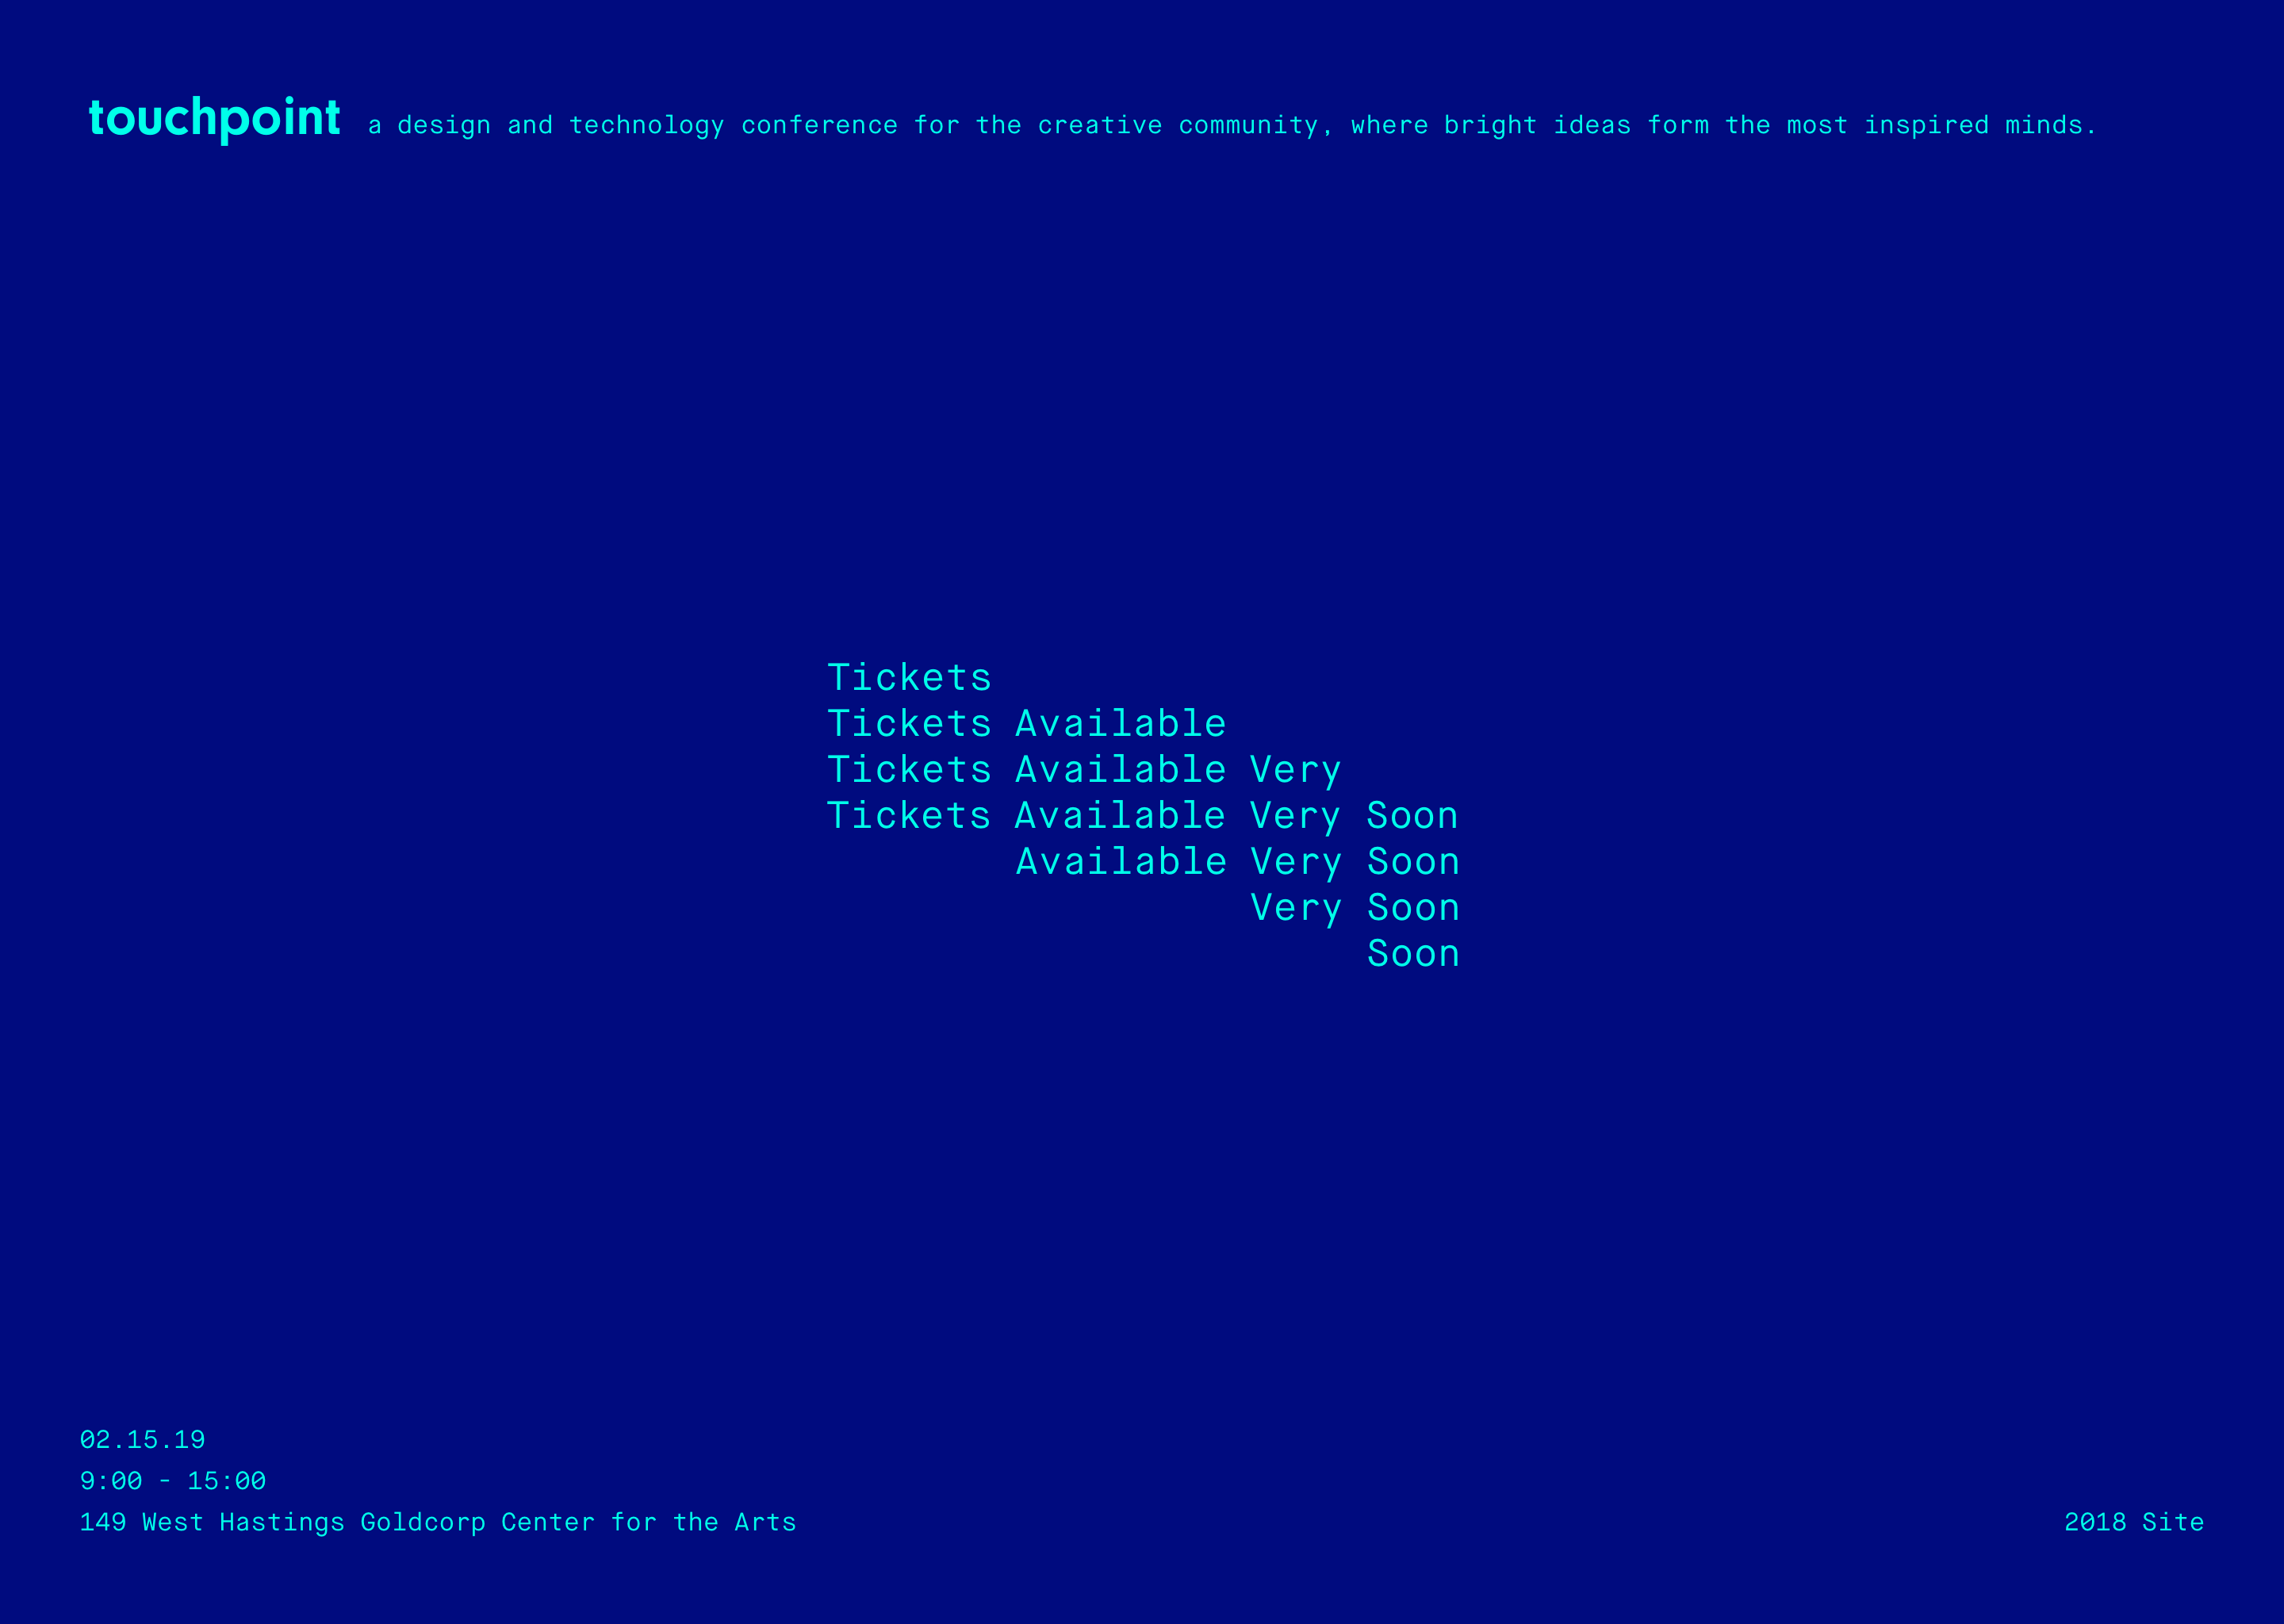 touchpoint a design and technology conference for the creative community, where bright ideas form the most inspired minds.
Tickets
Tickets Available
Tickets Available Very
Tickets Available Very Soon
Available Very Soon
Very Soon
Soon
02.15.19
9:00 - 15:00
149 West Hastings Goldcorp Center for the Arts
2018 Site